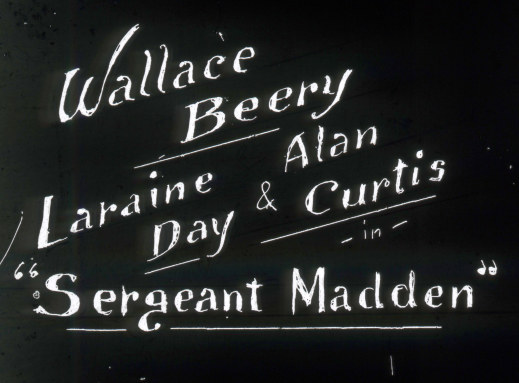 Wallace
Beery
Laraine
Day & Alan
Curtis
- in -
"Sergeant Madden"